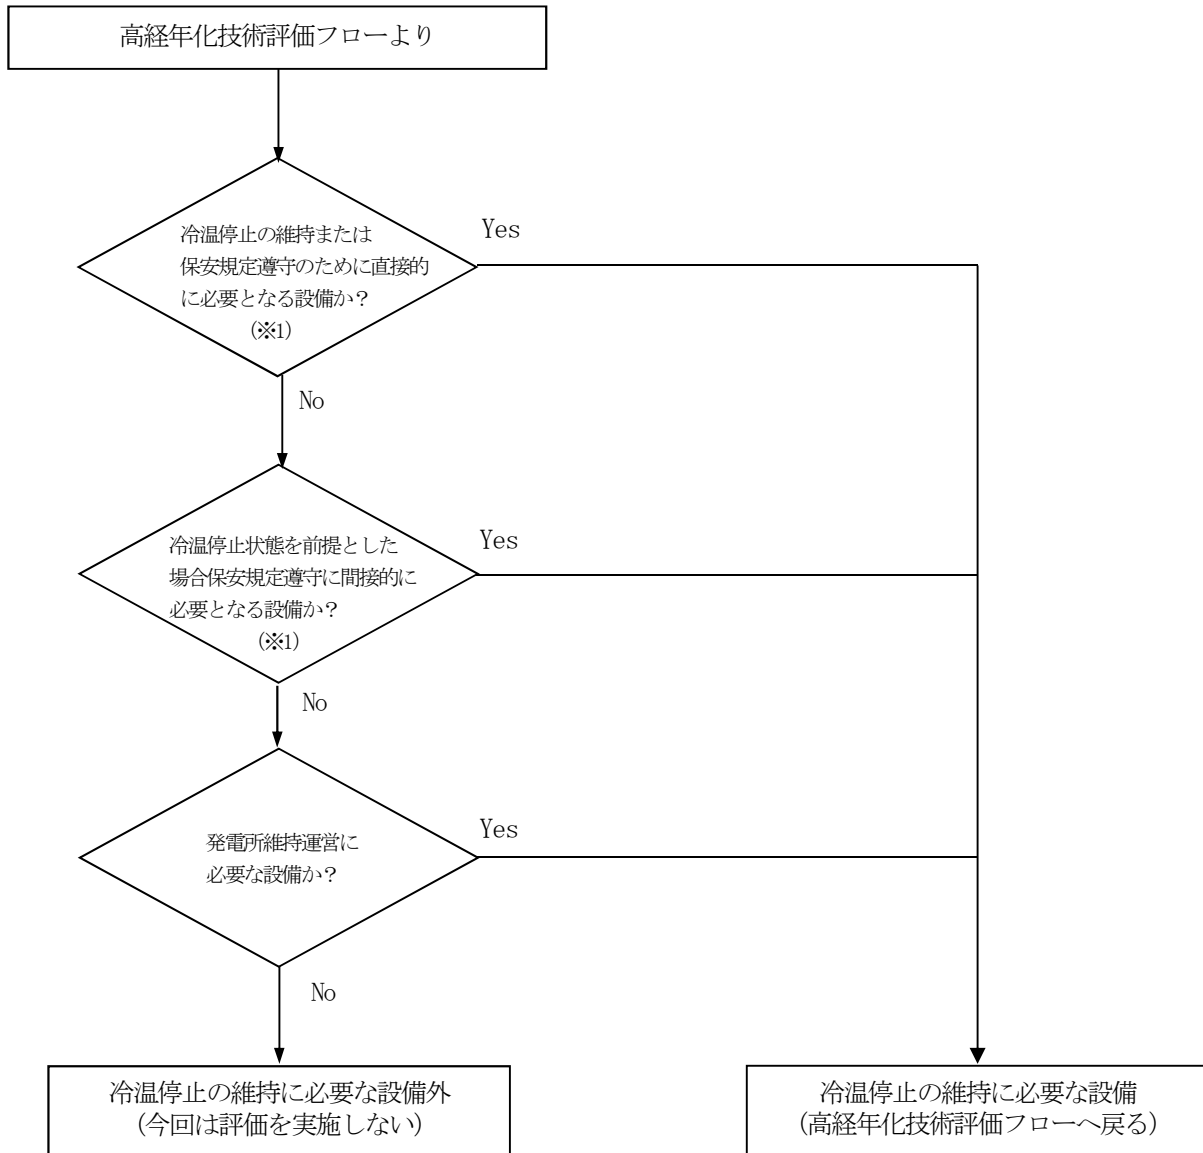 高経年化技術評価フローより
冷温停止の維持または
保安規定遵守のために直接的
に必要となる設備か？
（※1）
Yes
No
冷温停止状態を前提とした
場合保安規定遵守に間接的に
必要となる設備か？
（※1）
Yes
No
発電所維持運営に
必要な設備か？
Yes
No
冷温停止の維持に必要な設備外
（今回は評価を実施しない）
冷温停止の維持に必要な設備
（高経年化技術評価フローへ戻る）